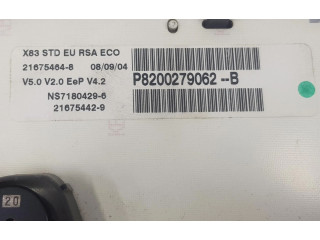 X83 STD EU RSA ECO
21675464-8 08/09/04
V5.0 V2.0 EeP V4.2
P8200279062--B
NS7180429-6
21675442-9
20